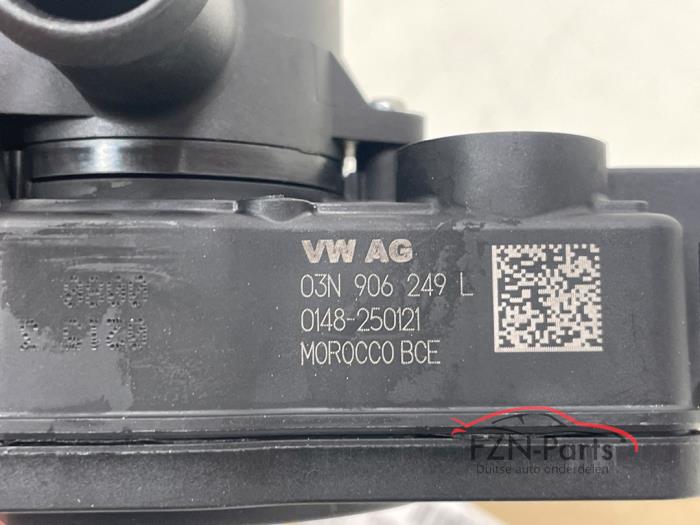 VW AG
03N 906 249 L
0148-250121
MOROCCO BCE
FZN-Parts
Duitse auto onderdelen